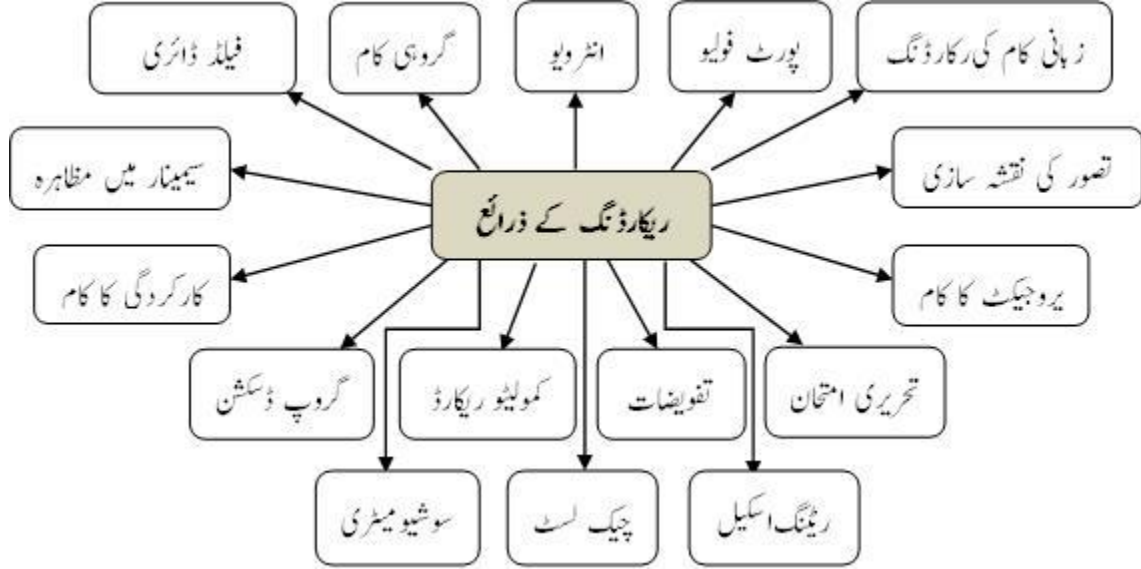 زبانی کام کی رکارڈنگ
پورٹ فولیو
انٹرویو
گروہی کام
فیلڈ ڈائری
تصور کی نقشہ سازی
سیمینار میں مظاہرہ
ریکارڈنگ کے ذرائع
پروجیکٹ کا کام
کارکردگی کا کام
تحریری امتحان
تفویضات
کمولیٹو ریکارڈ
گروپ ڈسکشن
ریٹنگ اسکیل
چیک لسٹ
سوشیو میٹری